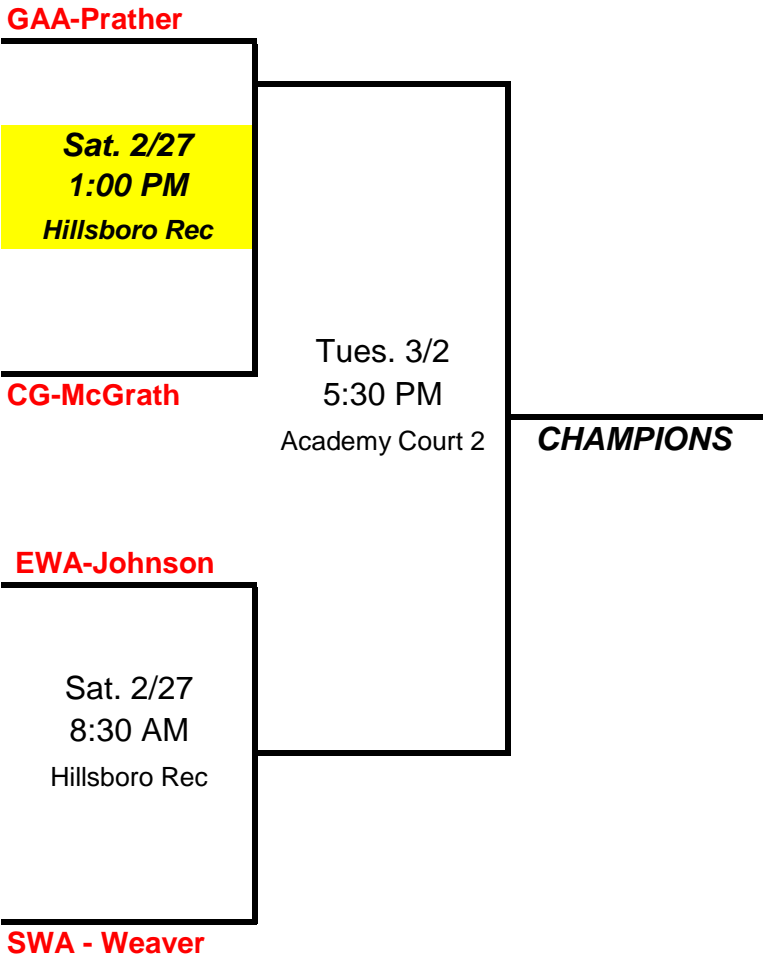 GAA-Prather
Sat. 2/27
1:00 PM
Hillsboro Rec
CG-McGrath
Tues. 3/2
5:30 PM
Academy Court 2
CHAMPIONS
EWA-Johnson
Sat. 2/27
8:30 AM
Hillsboro Rec
SWA - Weaver